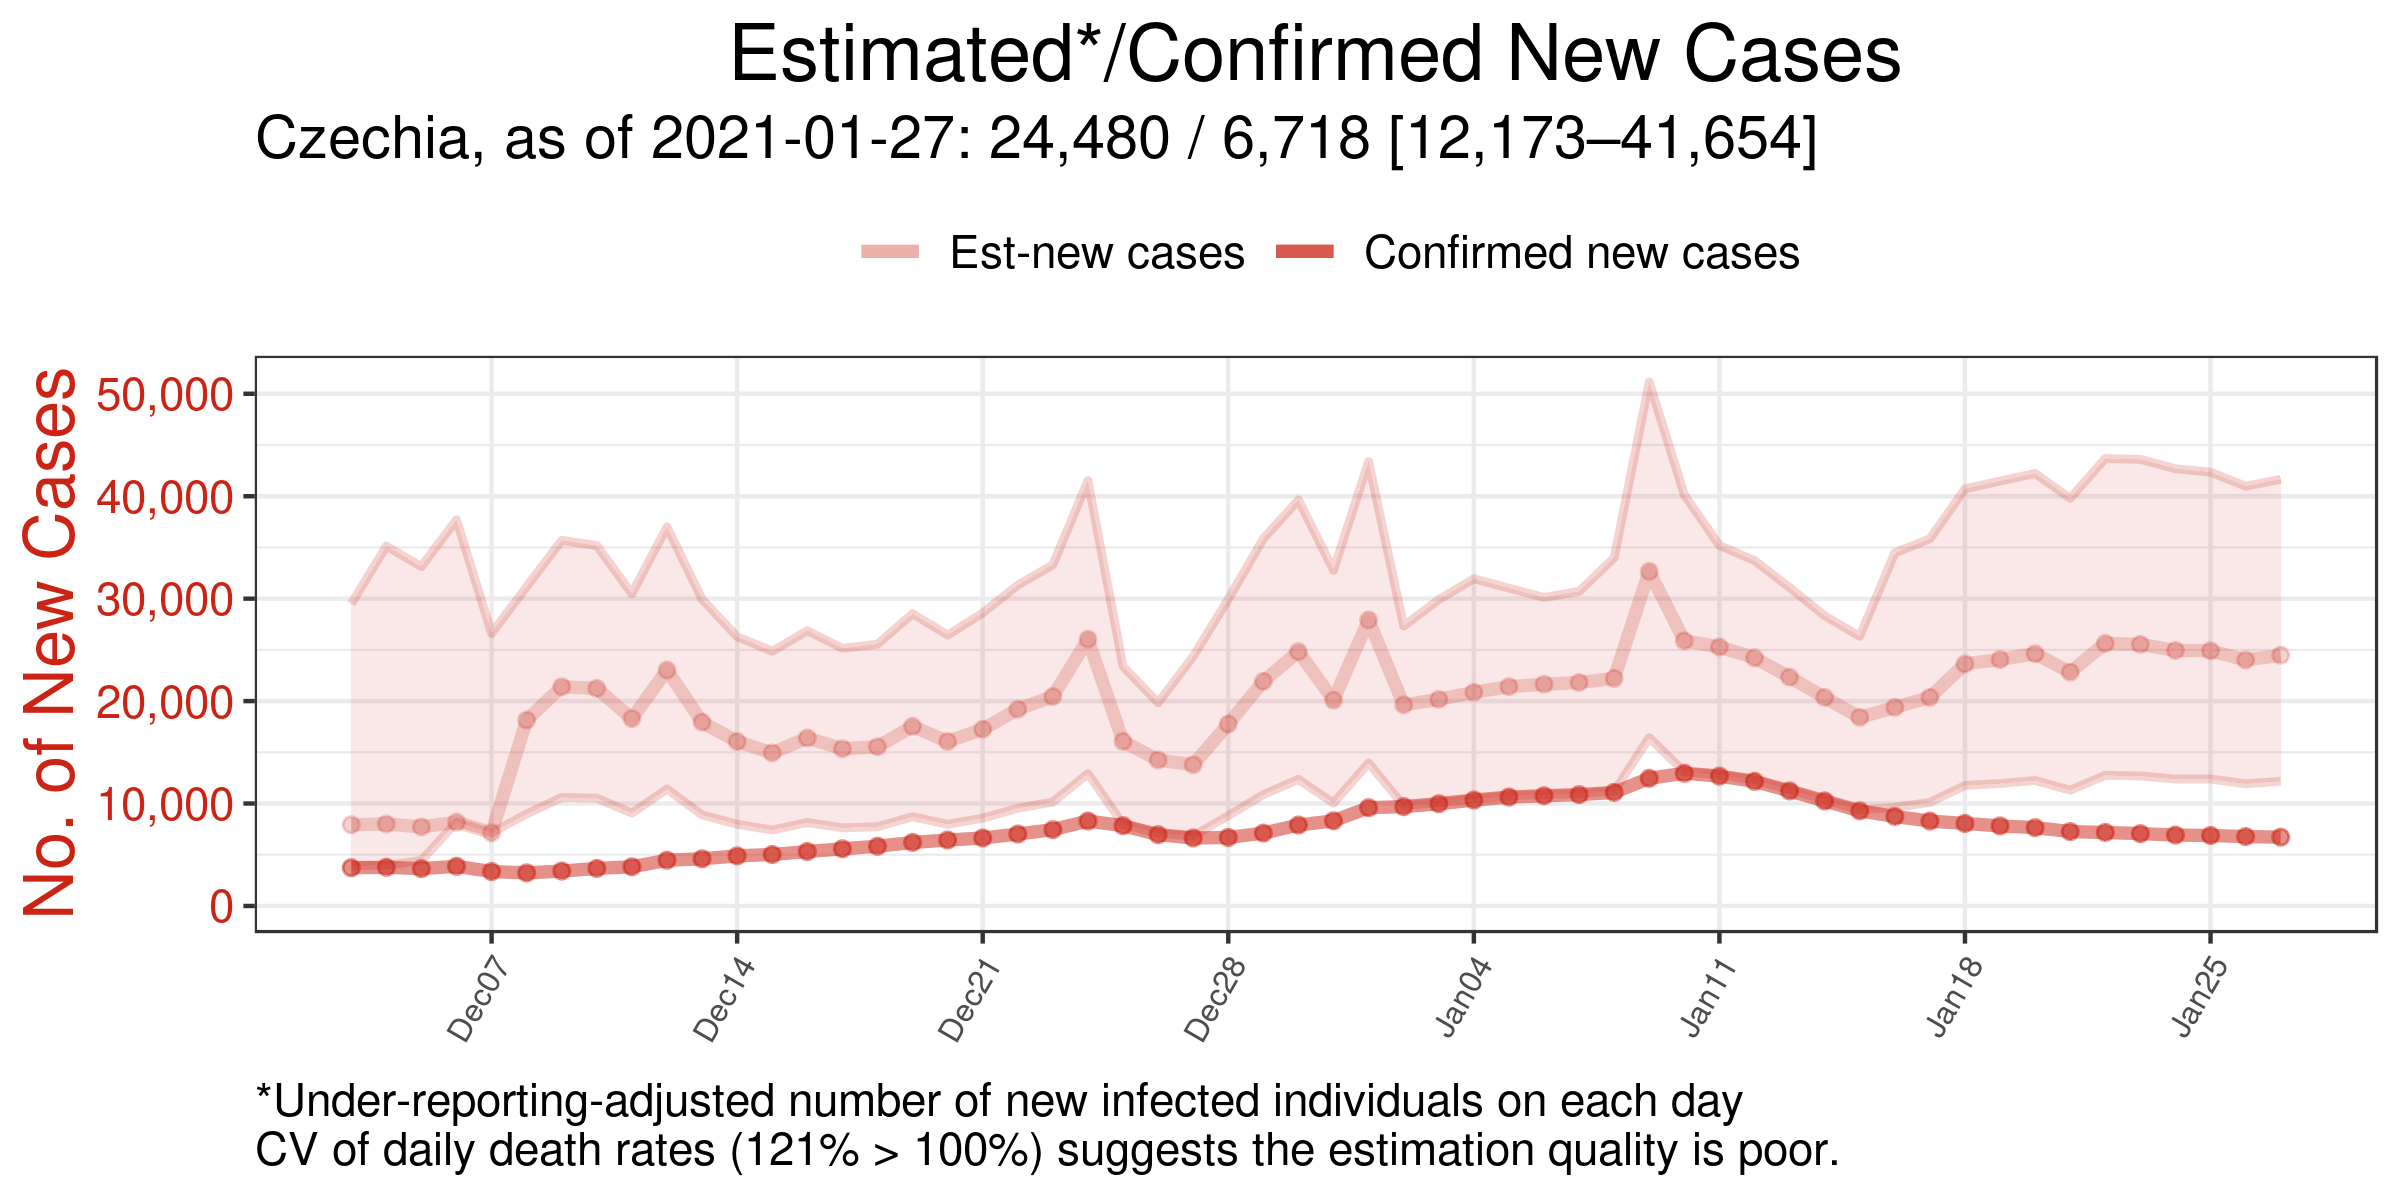 Estimated*/Confirmed New Cases
Czechia, as of 2021-01-27: 24,480 / 6,718 [12,173–41,654]
Est-new cases
Confirmed new cases
No. of New Cases
50,000
40,000
30,000
20,000
10,000
0
Dec07
Dec14
Dec21
Dec28
Jan04
Jan11
Jan18
Jan25
*Under-reporting-adjusted number of new infected individuals on each day
CV of daily death rates (121% > 100%) suggests the estimation quality is poor.